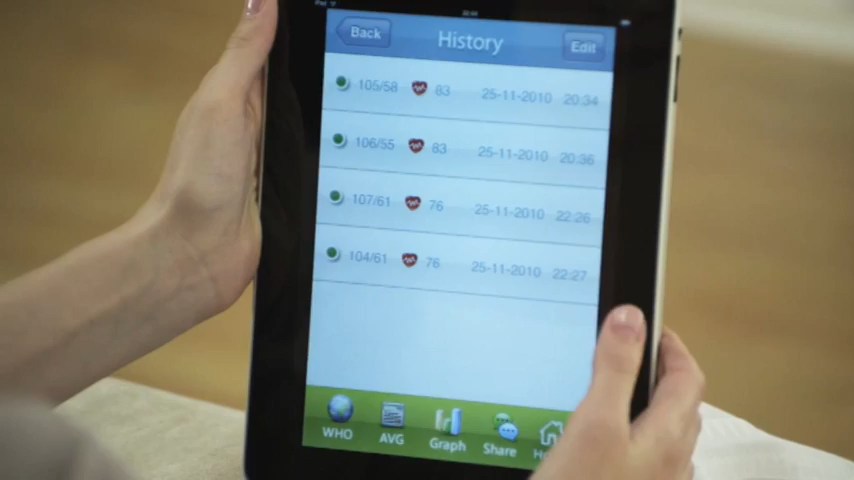 Back History Edit
105/58 83 25-11-2010 20:34
106/55 83 25-11-2010 20:36
107/61 76 25-11-2010 22:26
104/61 76 25-11-2010 22:27
WHO AVG Graph Share